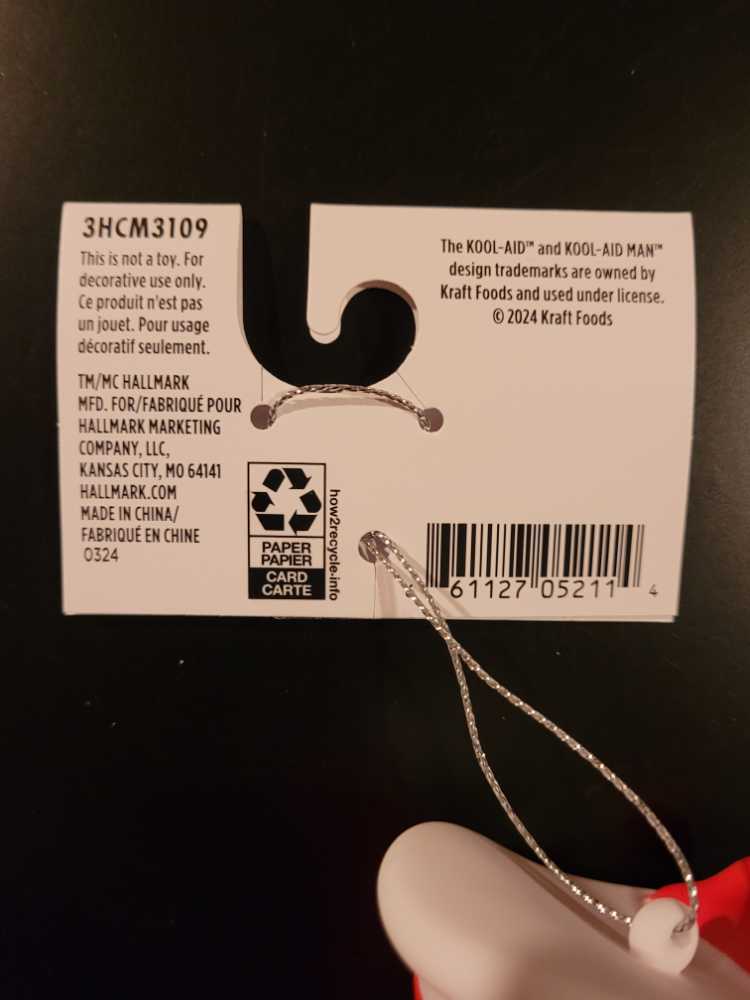 3HCM3109
This is not a toy. For
decorative use only.
Ce produit n'est pas
un jouet. Pour usage
décoratif seulement.
TM/MC HALLMARK
MFD. FOR/FABRIQUÉ POUR
HALLMARK MARKETING
COMPANY, LLC,
KANSAS CITY, MO 64141
HALLMARK.COM
MADE IN CHINA/
FABRIQUÉ EN CHINE
0324
The KOOL-AID™ and KOOL-AID MAN™
design trademarks are owned by
Kraft Foods and used under license.
© 2024 Kraft Foods
PAPER
PAPIER
CARD
CARTE
how2recycle.info
61127 05211 4